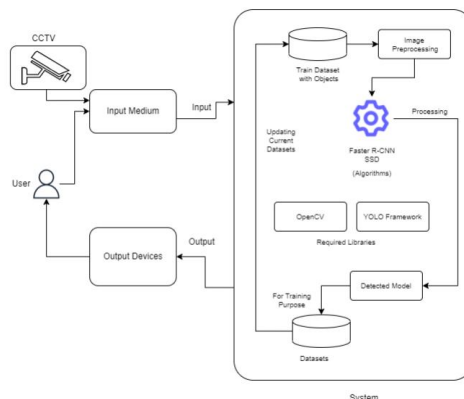 CCTV
Input Medium
Input
User
Output Devices
Output
Train Dataset
with Objects
Image
Preprocessing
Updating
Current
Datasets
Processing
Faster R-CNN
SSD
(Algorithms)
OpenCV
YOLO Framework
Required Libraries
For Training
Purpose
Detected Model
Datasets
System